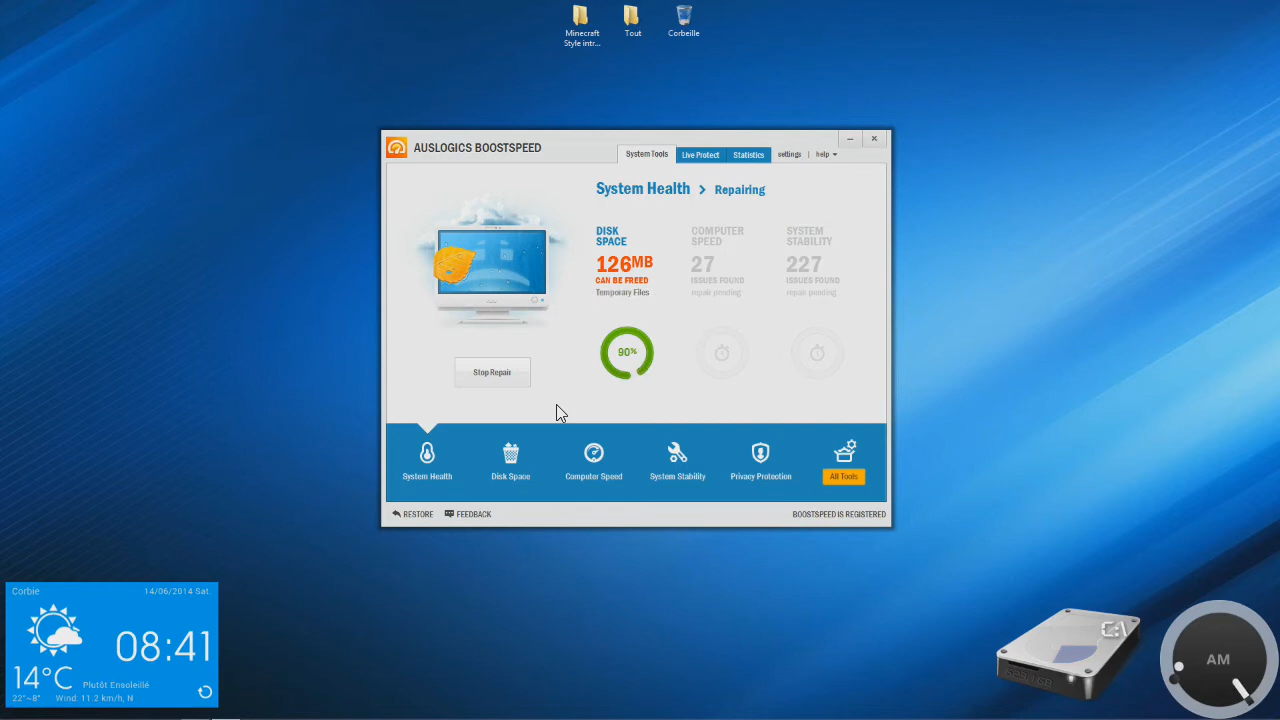 Minecraft
Style intr...
Tout
Corbeille
AUSLOGICS BOOSTSPEED
System Tools
Live Protect
Statistics
settings
help
System Health > Repairing
DISK
SPACE
126MB
CAN BE FREED
Temporary Files
COMPUTER
SPEED
27
ISSUES FOUND
repair pending
SYSTEM
STABILITY
227
ISSUES FOUND
repair pending
90%
Stop Repair
System Health
Disk Space
Computer Speed
System Stability
Privacy Protection
All Tools
RESTORE
FEEDBACK
BOOSTSPEED IS REGISTERED
Corbie
14/06/2014 Sat.
08:41
14°C
Plutôt Ensoleillé
22°~8°
Wind: 11.2 km/h, N
C:\
AM